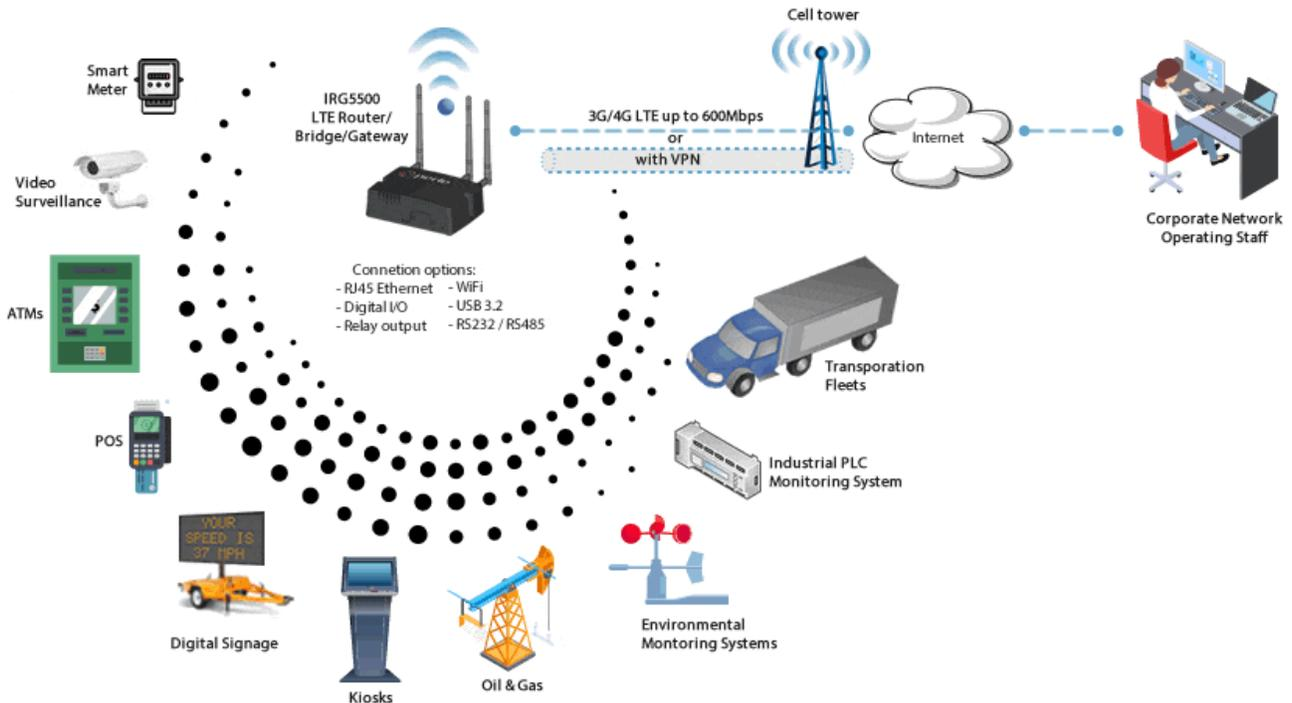 Cell tower
Smart
Meter
IRG5500
LTE Router/
Bridge/Gateway
3G/4G LTE up to 600Mbps
or
with VPN
Internet
Video
Surveillance
perle
Corporate Network
Operating Staff
Connetion options:
- RJ45 Ethernet - WiFi
- Digital I/O - USB 3.2
- Relay output - RS232 / RS485
ATMs
Transporation
Fleets
POS
Industrial PLC
Monitoring System
YOUR
SPEED IS
37 MPH
Digital Signage
Environmental
Montoring Systems
Oil & Gas
Kiosks